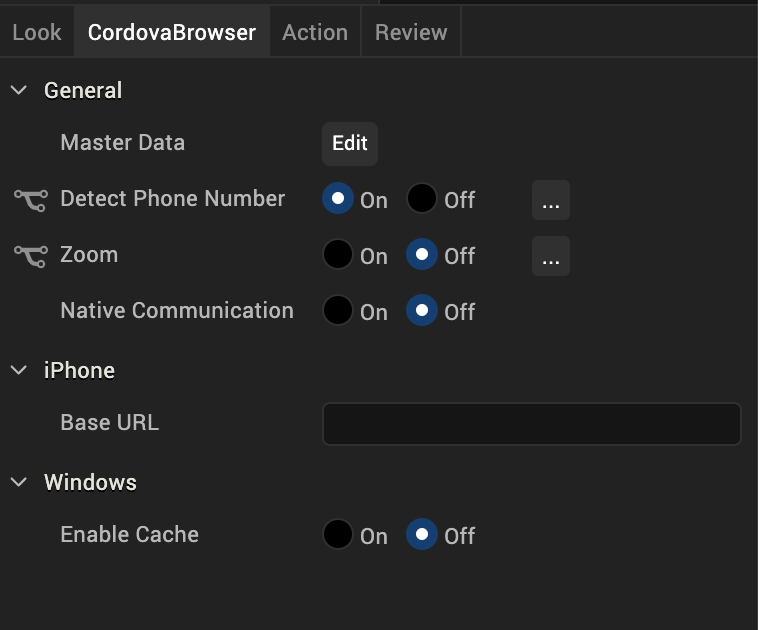 Look CordovaBrowser Action Review
General
Master Data Edit
Detect Phone Number On Off ...
Zoom On Off ...
Native Communication On Off
iPhone
Base URL
Windows
Enable Cache On Off